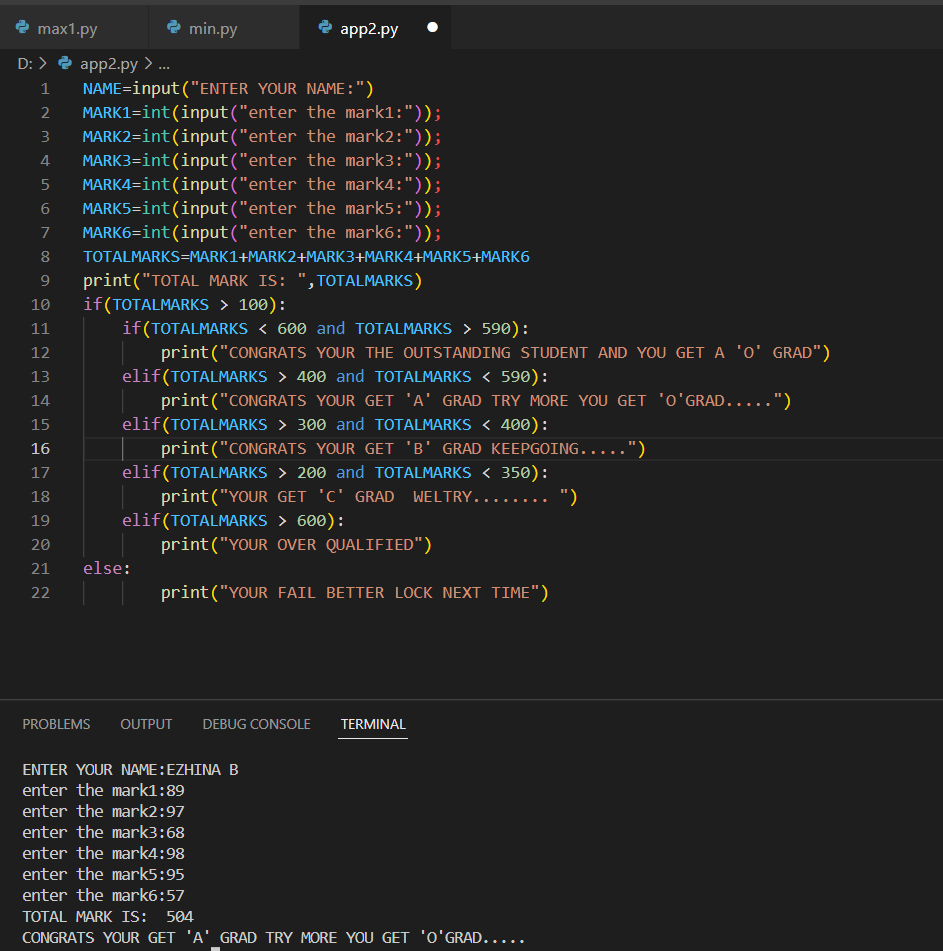 max1.py min.py app2.py
D: > app2.py > ...
1 NAME=input("ENTER YOUR NAME:")
2 MARK1=int(input("enter the mark1:"));
3 MARK2=int(input("enter the mark2:"));
4 MARK3=int(input("enter the mark3:"));
5 MARK4=int(input("enter the mark4:"));
6 MARK5=int(input("enter the mark5:"));
7 MARK6=int(input("enter the mark6:"));
8 TOTALMARKS=MARK1+MARK2+MARK3+MARK4+MARK5+MARK6
9 print("TOTAL MARK IS: ",TOTALMARKS)
10 if(TOTALMARKS > 100):
11     if(TOTALMARKS < 600 and TOTALMARKS > 590):
12         print("CONGRATS YOUR THE OUTSTANDING STUDENT AND YOU GET A 'O' GRAD")
13     elif(TOTALMARKS > 400 and TOTALMARKS < 590):
14         print("CONGRATS YOUR GET 'A' GRAD TRY MORE YOU GET 'O'GRAD.....")
15     elif(TOTALMARKS > 300 and TOTALMARKS < 400):
16         print("CONGRATS YOUR GET 'B' GRAD KEEPGOING.....")
17     elif(TOTALMARKS > 200 and TOTALMARKS < 350):
18         print("YOUR GET 'C' GRAD  WELTRY........ ")
19     elif(TOTALMARKS > 600):
20         print("YOUR OVER QUALIFIED")
21 else:
22         print("YOUR FAIL BETTER LOCK NEXT TIME")
PROBLEMS OUTPUT DEBUG CONSOLE TERMINAL
ENTER YOUR NAME:EZHINA B
enter the mark1:89
enter the mark2:97
enter the mark3:68
enter the mark4:98
enter the mark5:95
enter the mark6:57
TOTAL MARK IS:  504
CONGRATS YOUR GET 'A' GRAD TRY MORE YOU GET 'O'GRAD.....